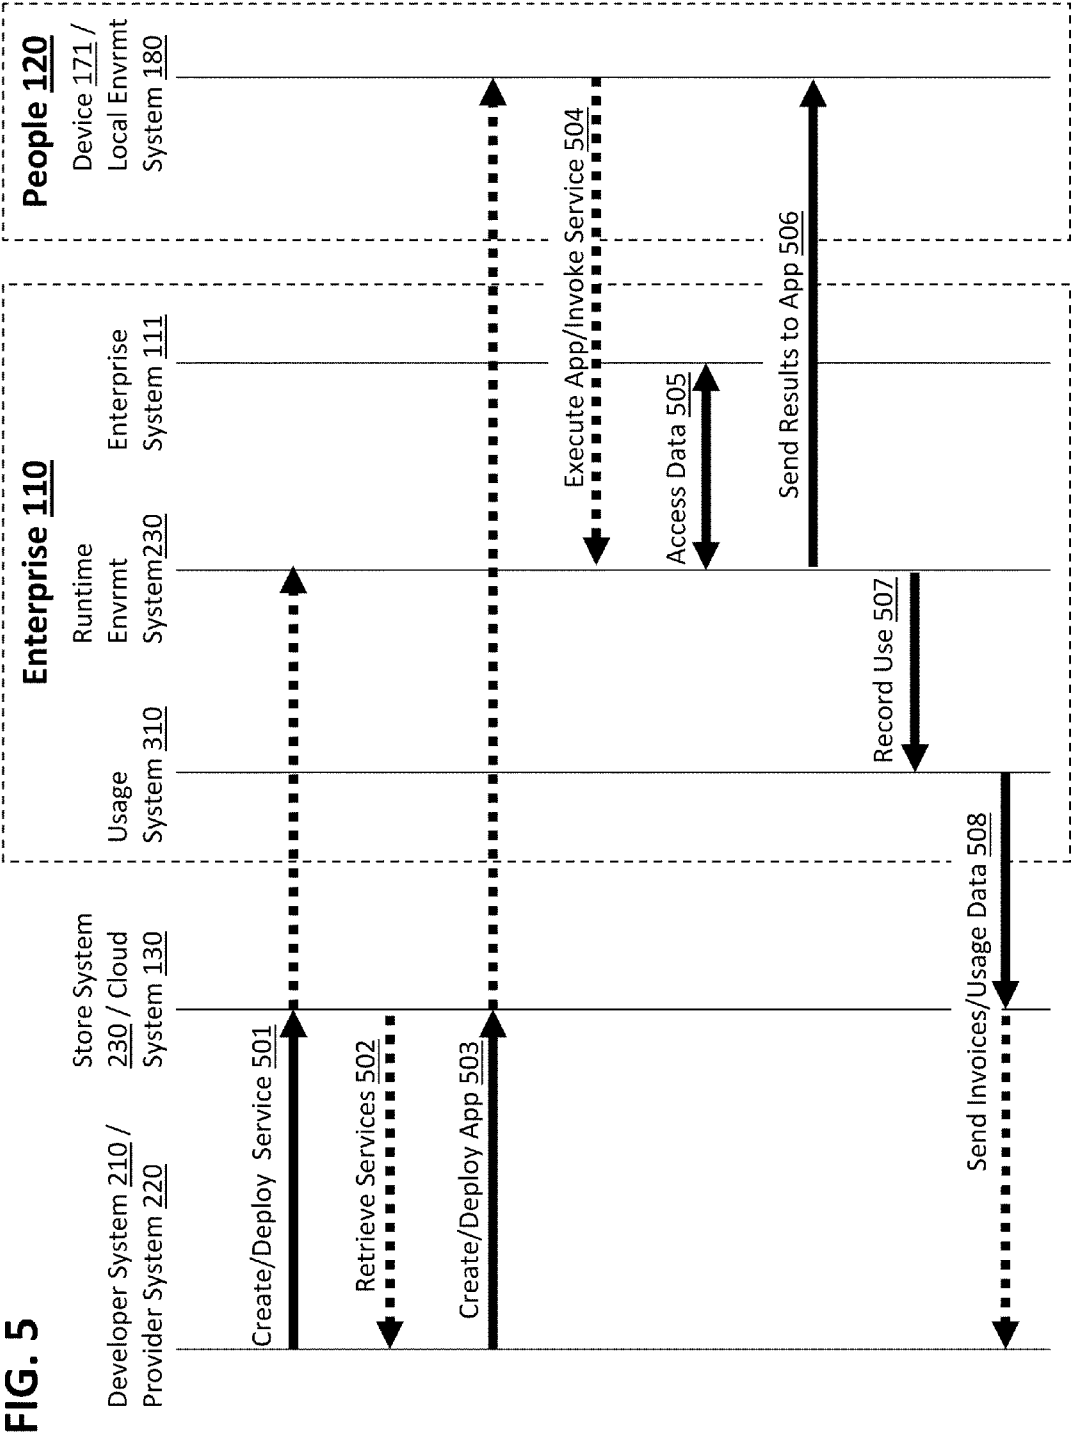 FIG. 5
Developer System 210 /
Provider System 220
Store System
230 / Cloud
System 130
Enterprise 110
Usage
System 310
Runtime
Envrmt
System230
Enterprise
System 111
People 120
Device 171 /
Local Envrmt
System 180
Create/Deploy Service 501
Retrieve Services 502
Create/Deploy App 503
Execute App/Invoke Service 504
Access Data 505
Send Results to App 506
Record Use 507
Send Invoices/Usage Data 508